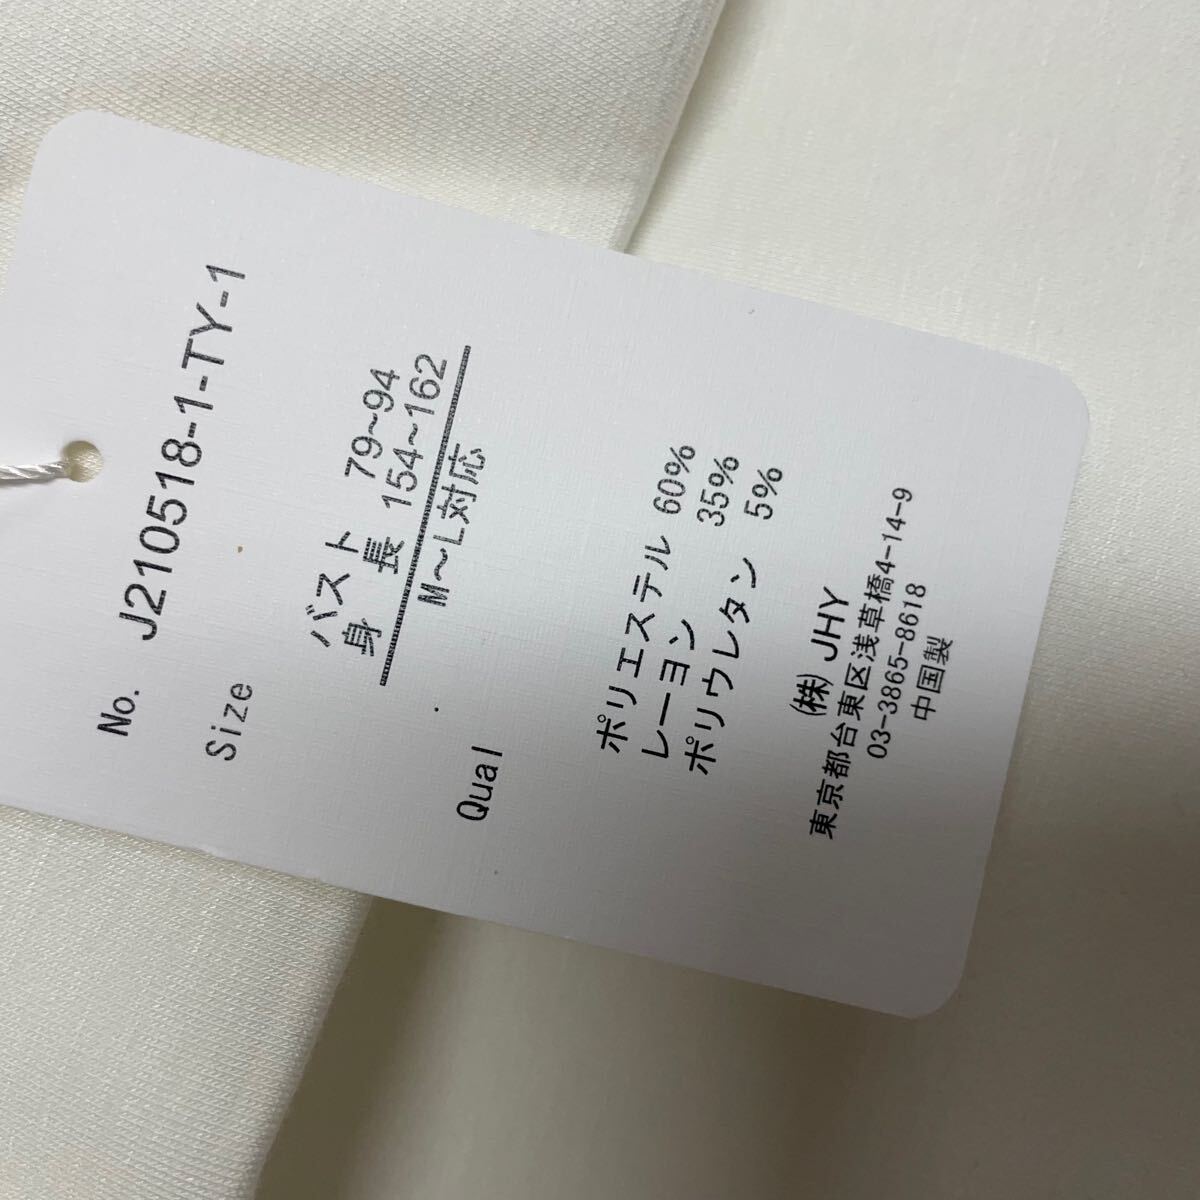 No. J210518-1-TY-1
Size
バスト 79~94
身 長 154~162
M~L対応
Qual
ポリエステル 60%
レーヨン 35%
ポリウレタン 5%
(株) JHY
東京都台東区浅草橋4-14-9
03-3865-8618
中国製